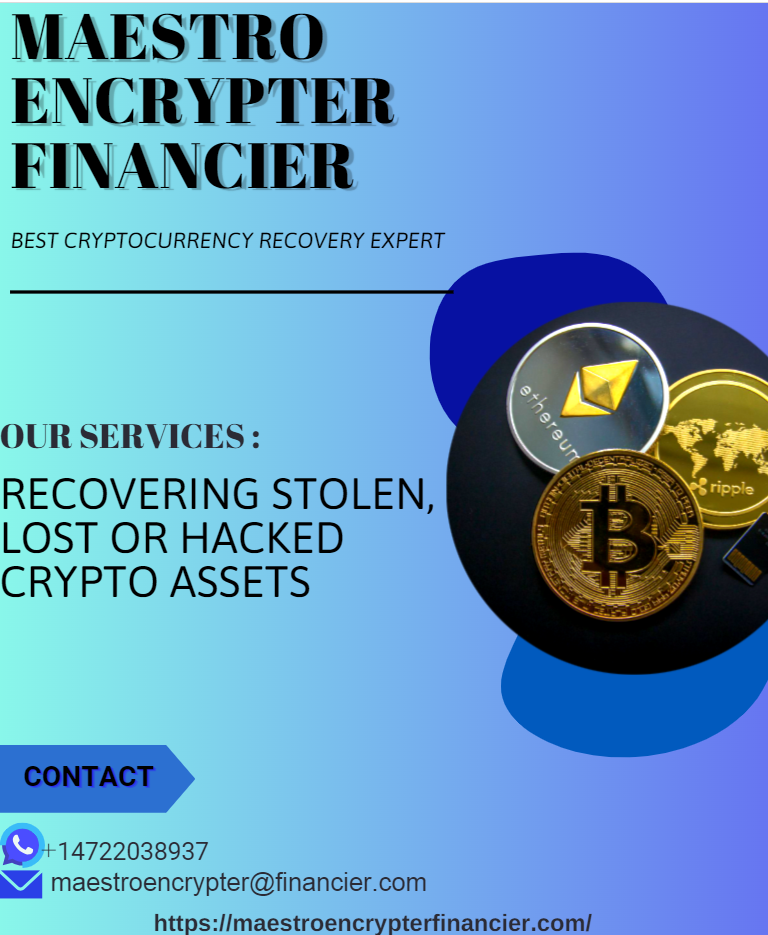 MAESTRO
ENCRYPTER
FINANCIER
BEST CRYPTOCURRENCY RECOVERY EXPERT
OUR SERVICES :
RECOVERING STOLEN,
LOST OR HACKED
CRYPTO ASSETS
ethereum
ripple
CONTACT
+14722038937
maestroencrypter@financier.com
https://maestroencrypterfinancier.com/